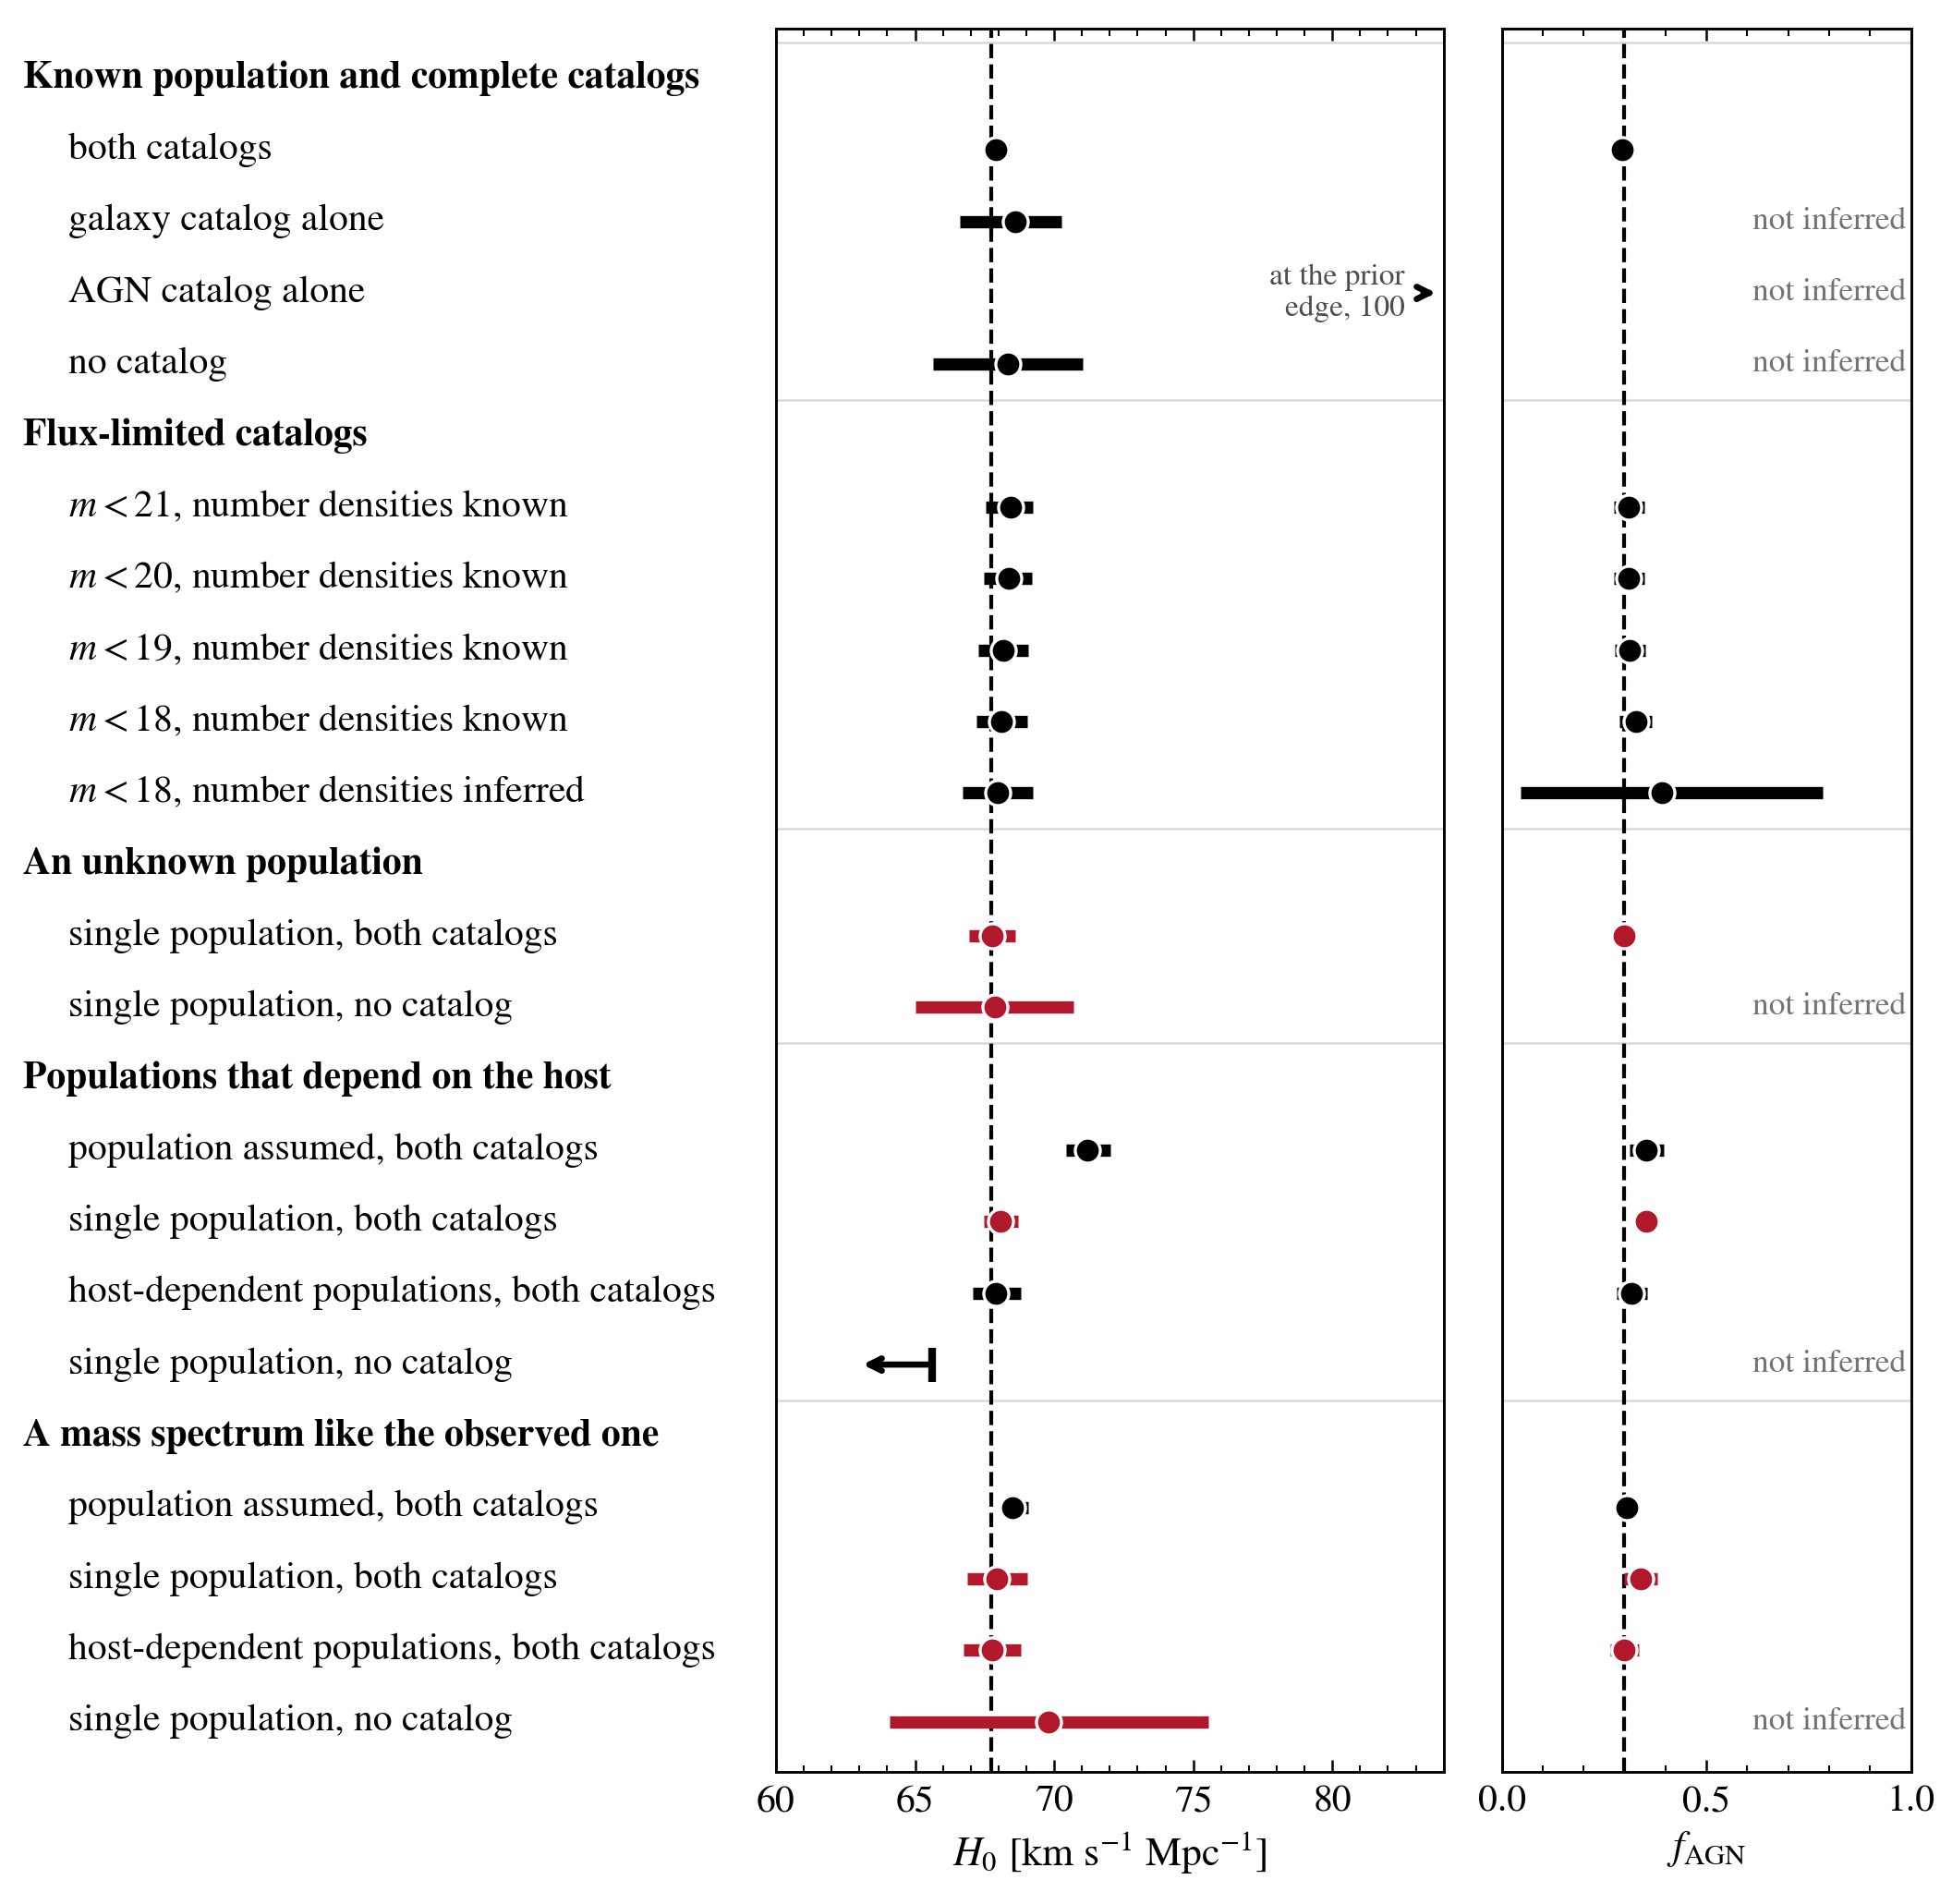 Known population and complete catalogs
both catalogs
galaxy catalog alone
not inferred
AGN catalog alone
at the prior
edge, 100
not inferred
no catalog
not inferred
Flux-limited catalogs
m < 21, number densities known
m < 20, number densities known
m < 19, number densities known
m < 18, number densities known
m < 18, number densities inferred
An unknown population
single population, both catalogs
single population, no catalog
not inferred
Populations that depend on the host
population assumed, both catalogs
single population, both catalogs
host-dependent populations, both catalogs
single population, no catalog
not inferred
A mass spectrum like the observed one
population assumed, both catalogs
single population, both catalogs
host-dependent populations, both catalogs
single population, no catalog
not inferred
60 65 70 75 80
0.0 0.5 1.0
H₀ [km s⁻¹ Mpc⁻¹]
f_AGN